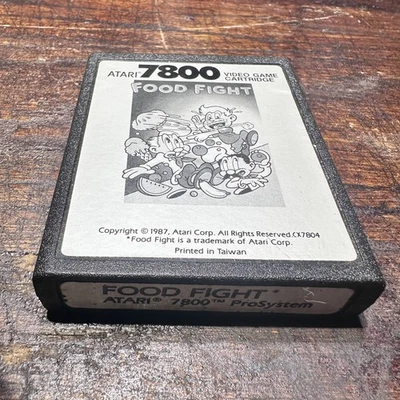 ATARI 7800 VIDEO GAME CARTRIDGE
FOOD FIGHT
Copyright © 1987, Atari Corp. All Rights Reserved. CX7804
*Food Fight is a trademark of Atari Corp.
Printed in Taiwan
FOOD FIGHT*
ATARI® 7800™ ProSystem